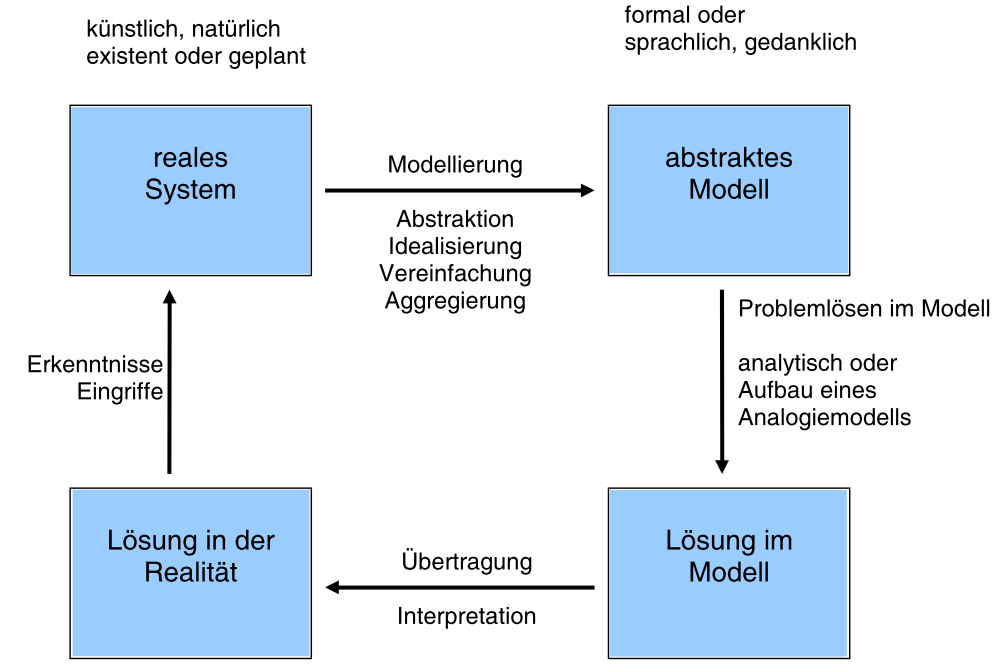 künstlich, natürlich
existent oder geplant
formal oder
sprachlich, gedanklich
reales
System
Modellierung
Abstraktion
Idealisierung
Vereinfachung
Aggregierung
abstraktes
Modell
Problemlösen im Modell
analytisch oder
Aufbau eines
Analogiemodells
Erkenntnisse
Eingriffe
Lösung in der
Realität
Übertragung
Interpretation
Lösung im
Modell